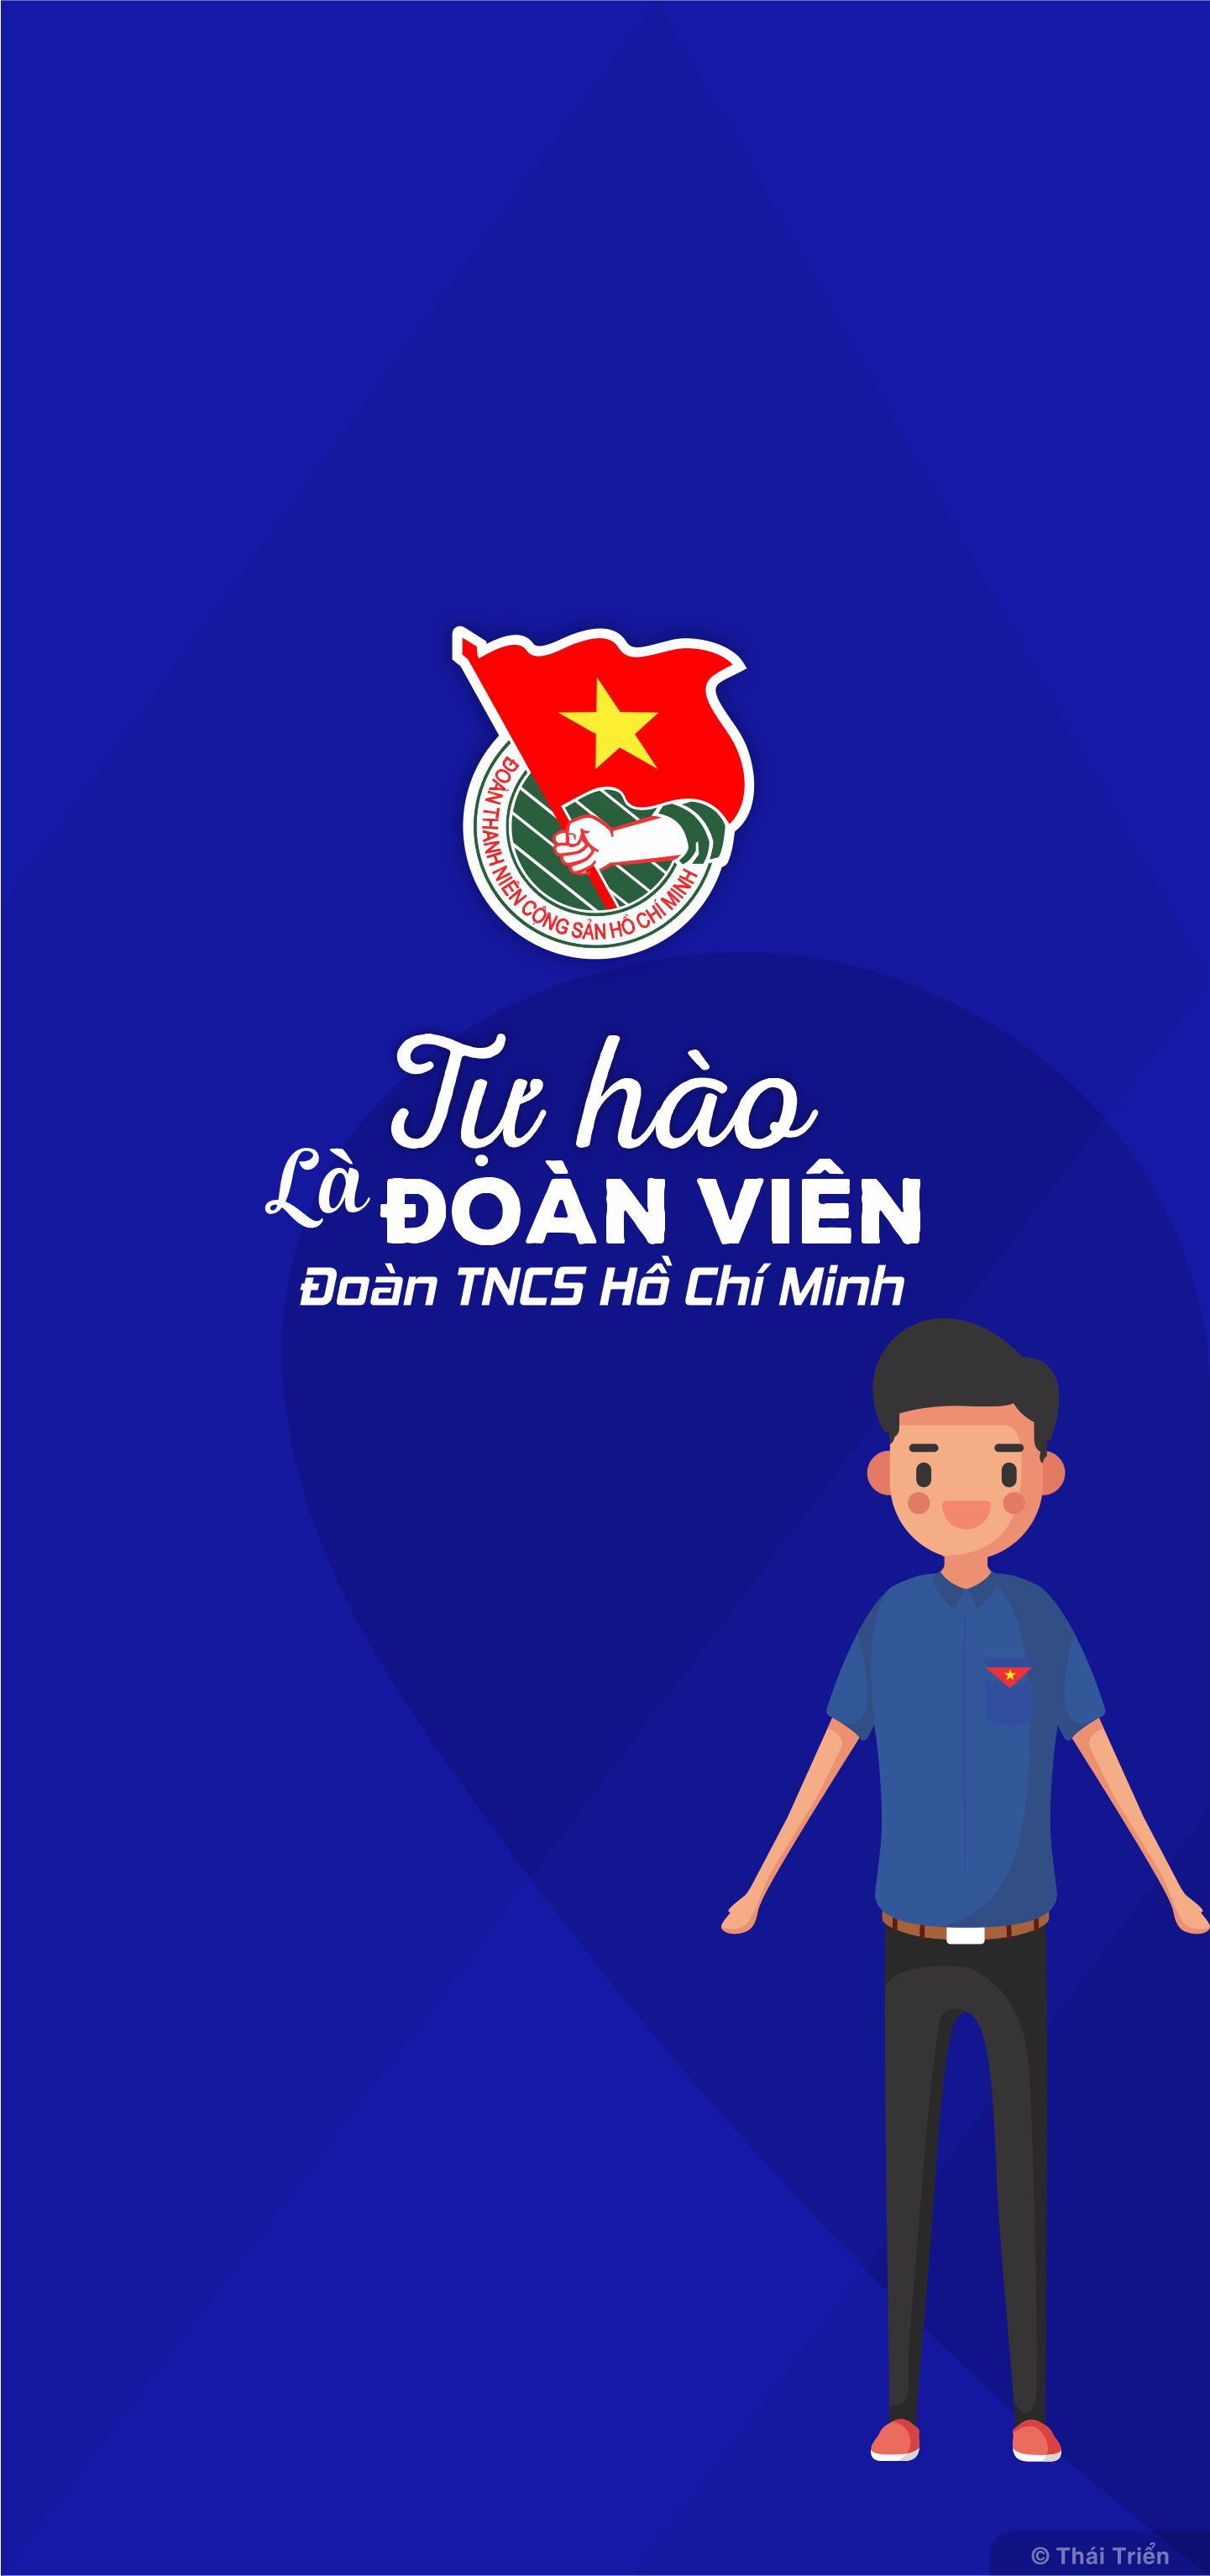 ĐOÀN THANH NIÊN CỘNG SẢN HỒ CHÍ MINH
Tự hào
Là ĐOÀN VIÊN
Đoàn TNCS Hồ Chí Minh
© Thái Triển